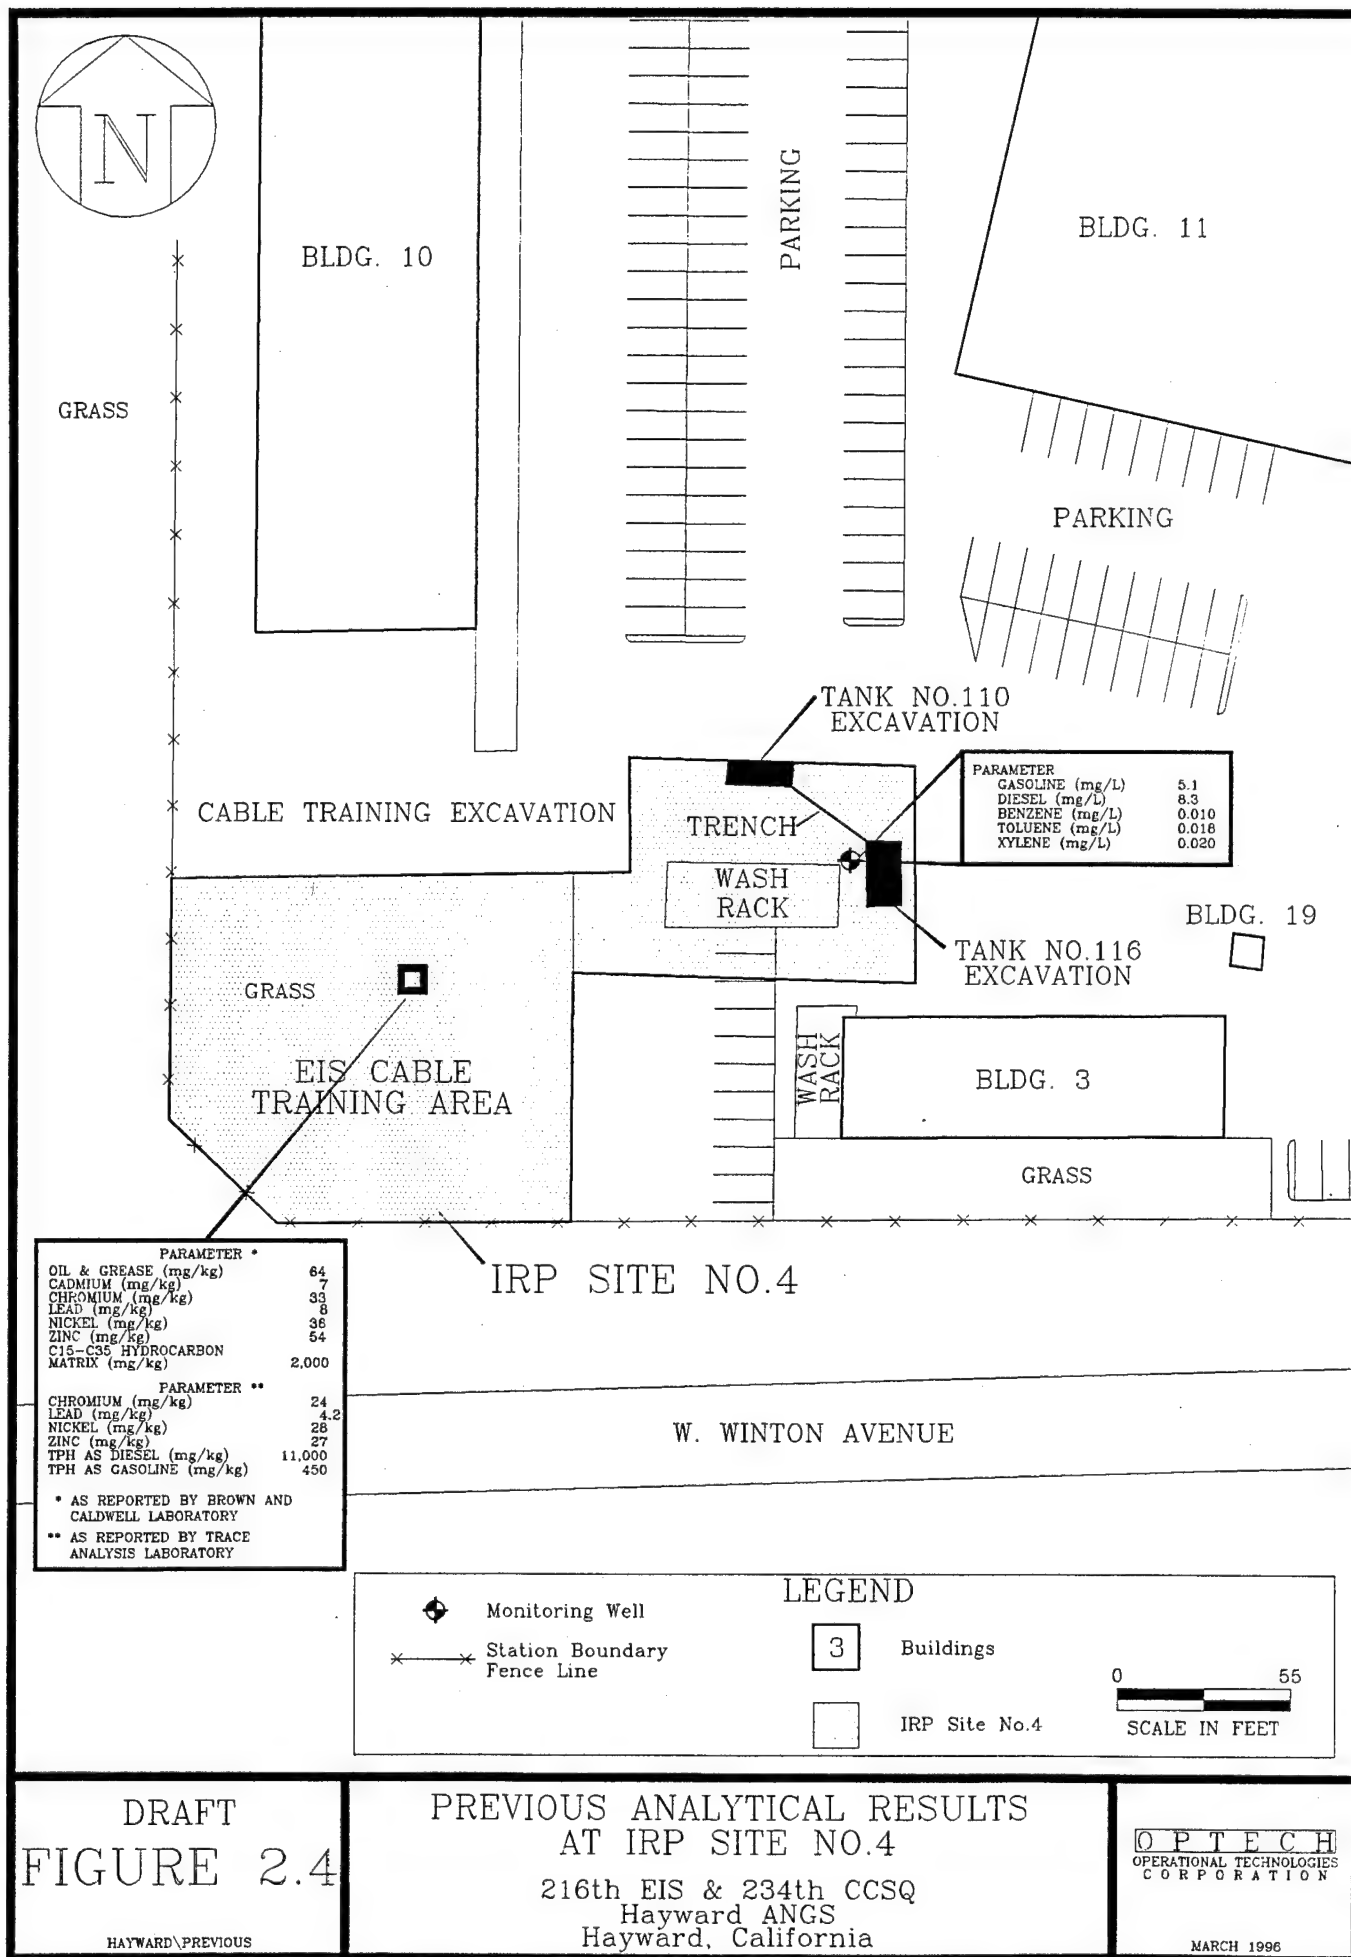 N
BLDG. 10
PARKING
BLDG. 11
GRASS
PARKING
TANK NO.110
EXCAVATION
CABLE TRAINING EXCAVATION
TRENCH
PARAMETER
GASOLINE (mg/L) 5.1
DIESEL (mg/L) 8.3
BENZENE (mg/L) 0.010
TOLUENE (mg/L) 0.018
XYLENE (mg/L) 0.020
WASH
RACK
BLDG. 19
TANK NO.116
EXCAVATION
GRASS
EIS CABLE
TRAINING AREA
WASH
RACK
BLDG. 3
GRASS
IRP SITE NO.4
PARAMETER *
OIL & GREASE (mg/kg) 64
CADMIUM (mg/kg) 7
CHROMIUM (mg/kg) 33
LEAD (mg/kg) 8
NICKEL (mg/kg) 36
ZINC (mg/kg) 54
C15-C35 HYDROCARBON
MATRIX (mg/kg) 2,000
PARAMETER **
CHROMIUM (mg/kg) 24
LEAD (mg/kg) 4.2
NICKEL (mg/kg) 28
ZINC (mg/kg) 27
TPH AS DIESEL (mg/kg) 11,000
TPH AS GASOLINE (mg/kg) 450
* AS REPORTED BY BROWN AND
CALDWELL LABORATORY
** AS REPORTED BY TRACE
ANALYSIS LABORATORY
W. WINTON AVENUE
LEGEND
Monitoring Well
Station Boundary
Fence Line
3 Buildings
IRP Site No.4
0 55
SCALE IN FEET
DRAFT
FIGURE 2.4
HAYWARD\PREVIOUS
PREVIOUS ANALYTICAL RESULTS
AT IRP SITE NO.4
216th EIS & 234th CCSQ
Hayward ANGS
Hayward, California
OPTECH
OPERATIONAL TECHNOLOGIES
CORPORATION
MARCH 1996